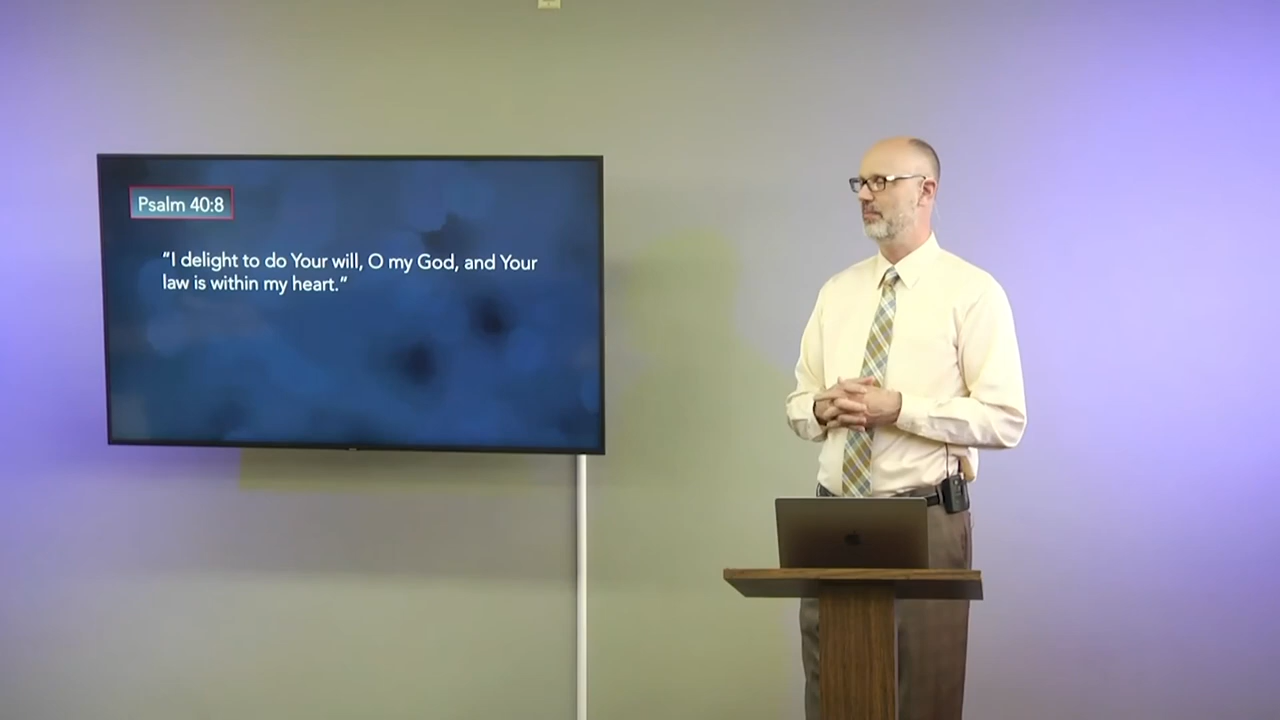 Psalm 40:8
“I delight to do Your will, O my God, and Your
law is within my heart.”